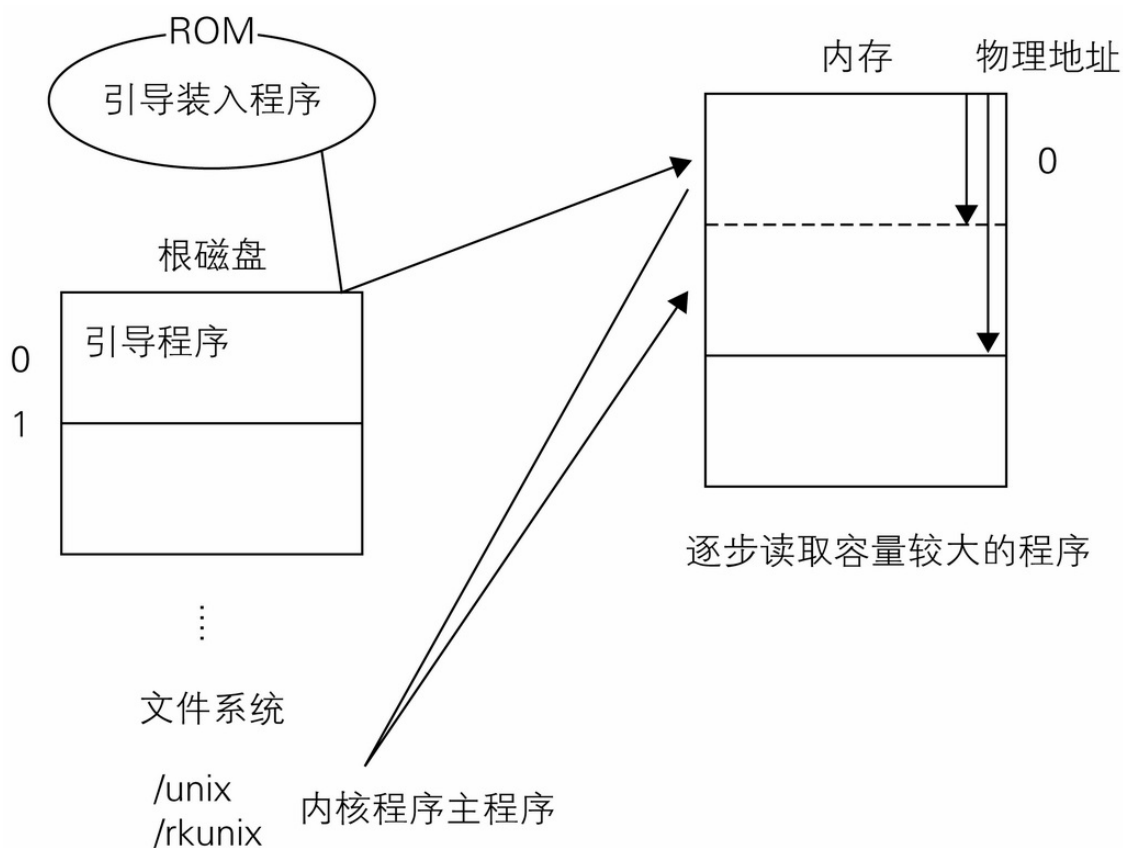 ROM
引导装入程序
根磁盘
引导程序
0
1
⋮
文件系统
/unix
/rkunix
内核程序主程序
内存
物理地址
0
逐步读取容量较大的程序